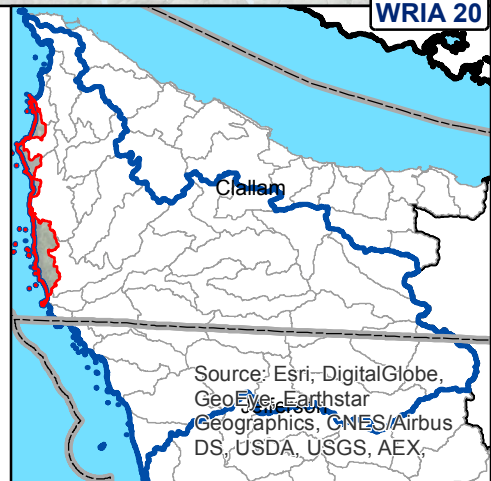 WRIA 20
Clallam
Source: Esri, DigitalGlobe,
GeoEye, Earthstar
Geographics, CNES/Airbus
DS, USDA, USGS, AEX,